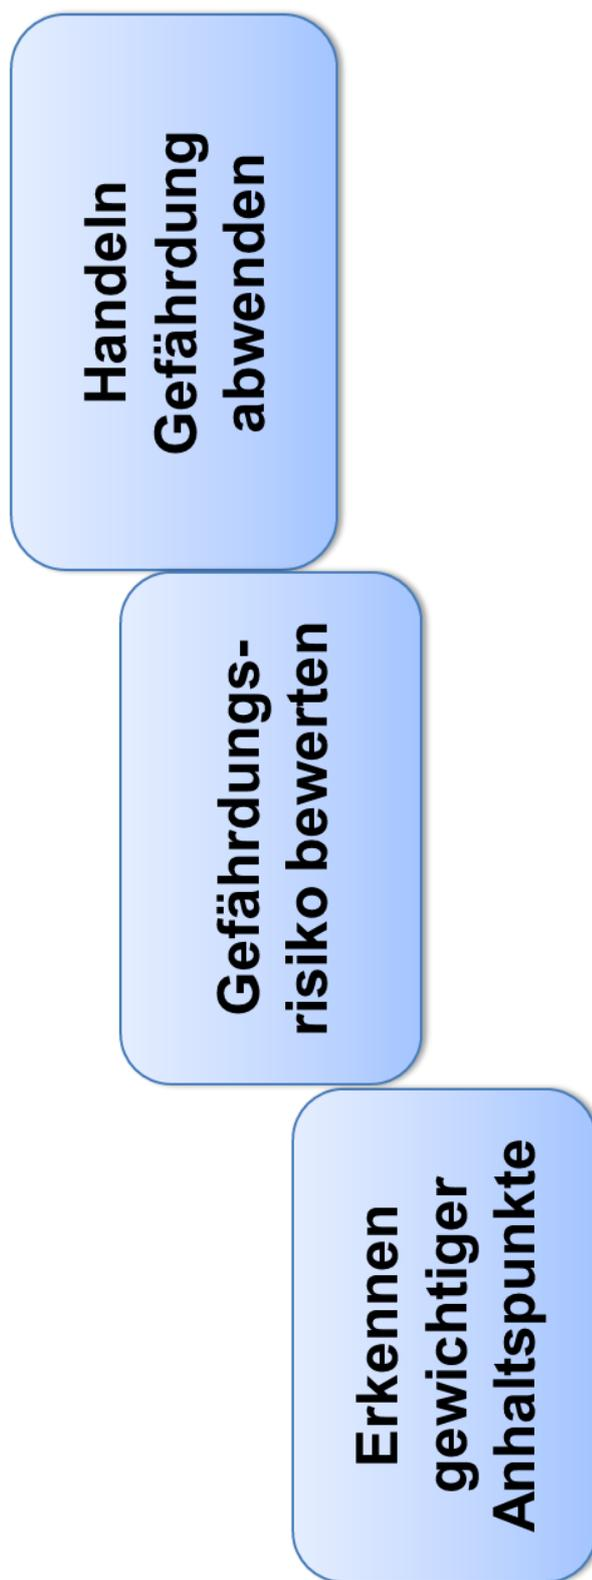 Erkennen
gewichtiger
Anhaltspunkte
Gefährdungs-
risiko bewerten
Handeln
Gefährdung
abwenden